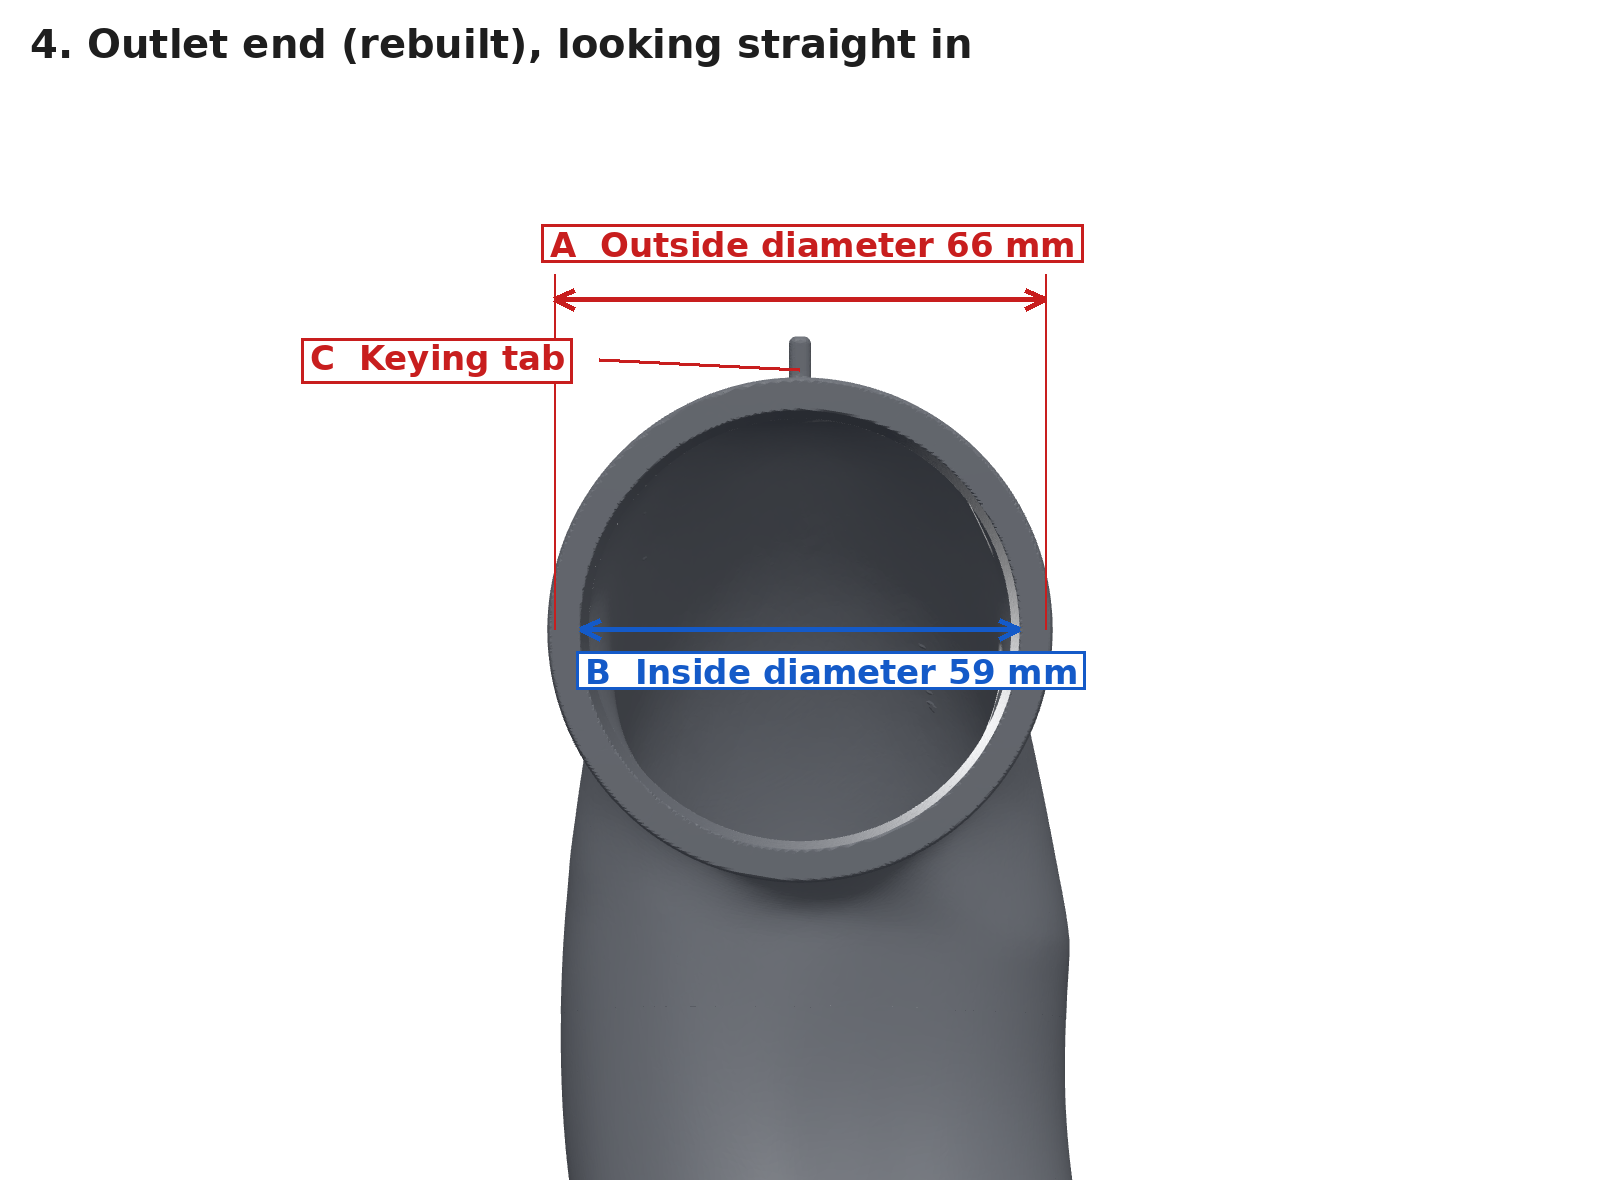 4. Outlet end (rebuilt), looking straight in
A Outside diameter 66 mm
C Keying tab
B Inside diameter 59 mm